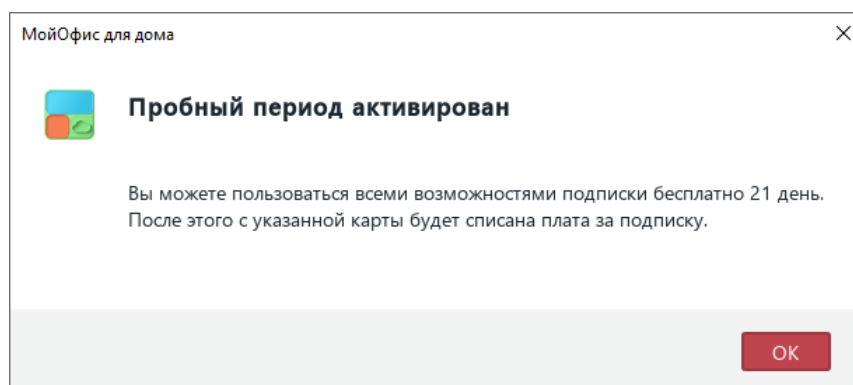 МойОфис для дома
Пробный период активирован
Вы можете пользоваться всеми возможностями подписки бесплатно 21 день.
После этого с указанной карты будет списана плата за подписку.
ОК